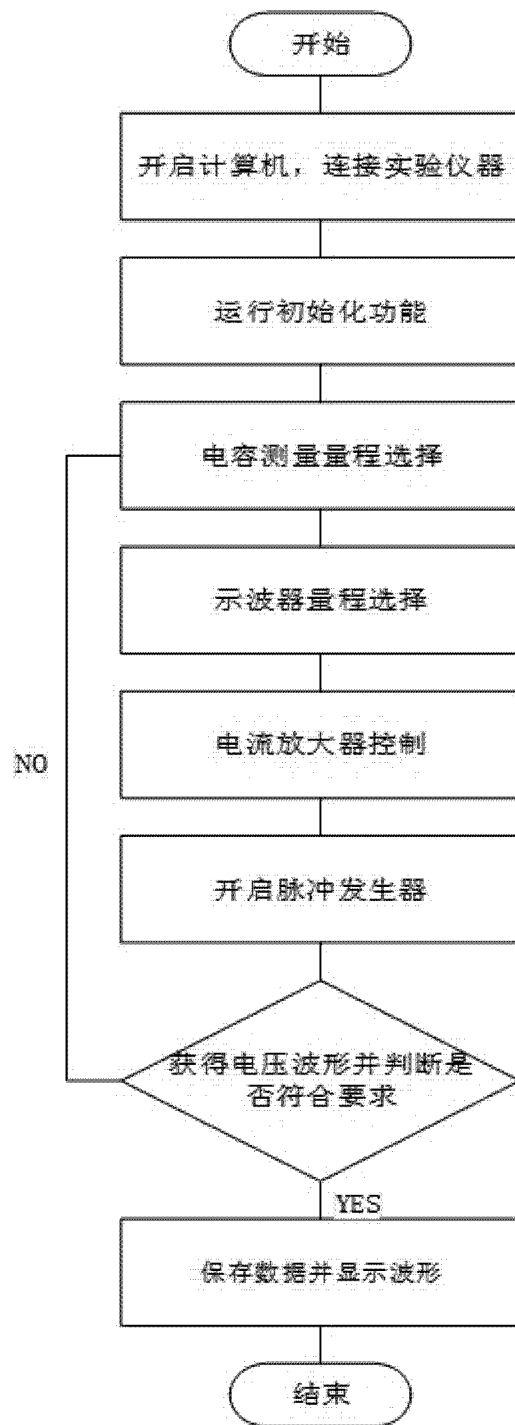 开始
开启计算机，连接实验仪器
运行初始化功能
电容测量量程选择
示波器量程选择
电流放大器控制
NO
开启脉冲发生器
获得电压波形并判断是
否符合要求
YES
保存数据并显示波形
结束